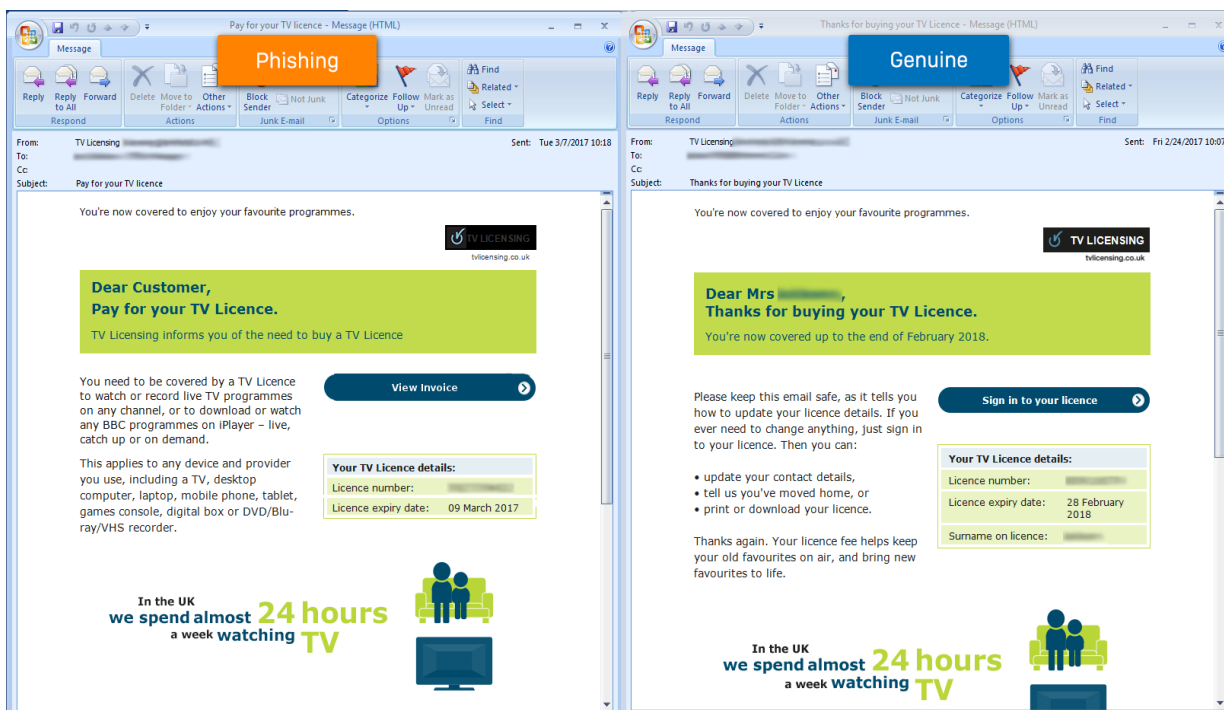 Pay for your TV licence - Message (HTML)
Phishing
Message
Reply
Reply to All
Forward
Delete
Move to Folder
Other Actions
Block Sender
Not Junk
Categorize
Follow Up
Mark as Unread
Find
Related
Select
Respond
Actions
Junk E-mail
Options
Find
From: TV Licensing
Sent: Tue 3/7/2017 10:18
To:
Cc:
Subject: Pay for your TV licence
You're now covered to enjoy your favourite programmes.
TV LICENSING
tvlicensing.co.uk
Dear Customer,
Pay for your TV Licence.
TV Licensing informs you of the need to buy a TV Licence
You need to be covered by a TV Licence
to watch or record live TV programmes
on any channel, or to download or watch
any BBC programmes on iPlayer – live,
catch up or on demand.
This applies to any device and provider
you use, including a TV, desktop
computer, laptop, mobile phone, tablet,
games console, digital box or DVD/Blu-
ray/VHS recorder.
View Invoice
Your TV Licence details:
Licence number:
Licence expiry date: 09 March 2017
In the UK
we spend almost 24 hours
a week watching TV
Thanks for buying your TV Licence - Message (HTML)
Genuine
Message
Reply
Reply to All
Forward
Delete
Move to Folder
Other Actions
Block Sender
Not Junk
Categorize
Follow Up
Mark as Unread
Find
Related
Select
Respond
Actions
Junk E-mail
Options
Find
From: TV Licensing
Sent: Fri 2/24/2017 10:07
To:
Cc:
Subject: Thanks for buying your TV Licence
You're now covered to enjoy your favourite programmes.
TV LICENSING
tvlicensing.co.uk
Dear Mrs ,
Thanks for buying your TV Licence.
You're now covered up to the end of February 2018.
Please keep this email safe, as it tells you
how to update your licence details. If you
ever need to change anything, just sign in
to your licence. Then you can:
• update your contact details,
• tell us you've moved home, or
• print or download your licence.
Thanks again. Your licence fee helps keep
your old favourites on air, and bring new
favourites to life.
Sign in to your licence
Your TV Licence details:
Licence number:
Licence expiry date: 28 February
2018
Surname on licence:
In the UK
we spend almost 24 hours
a week watching TV